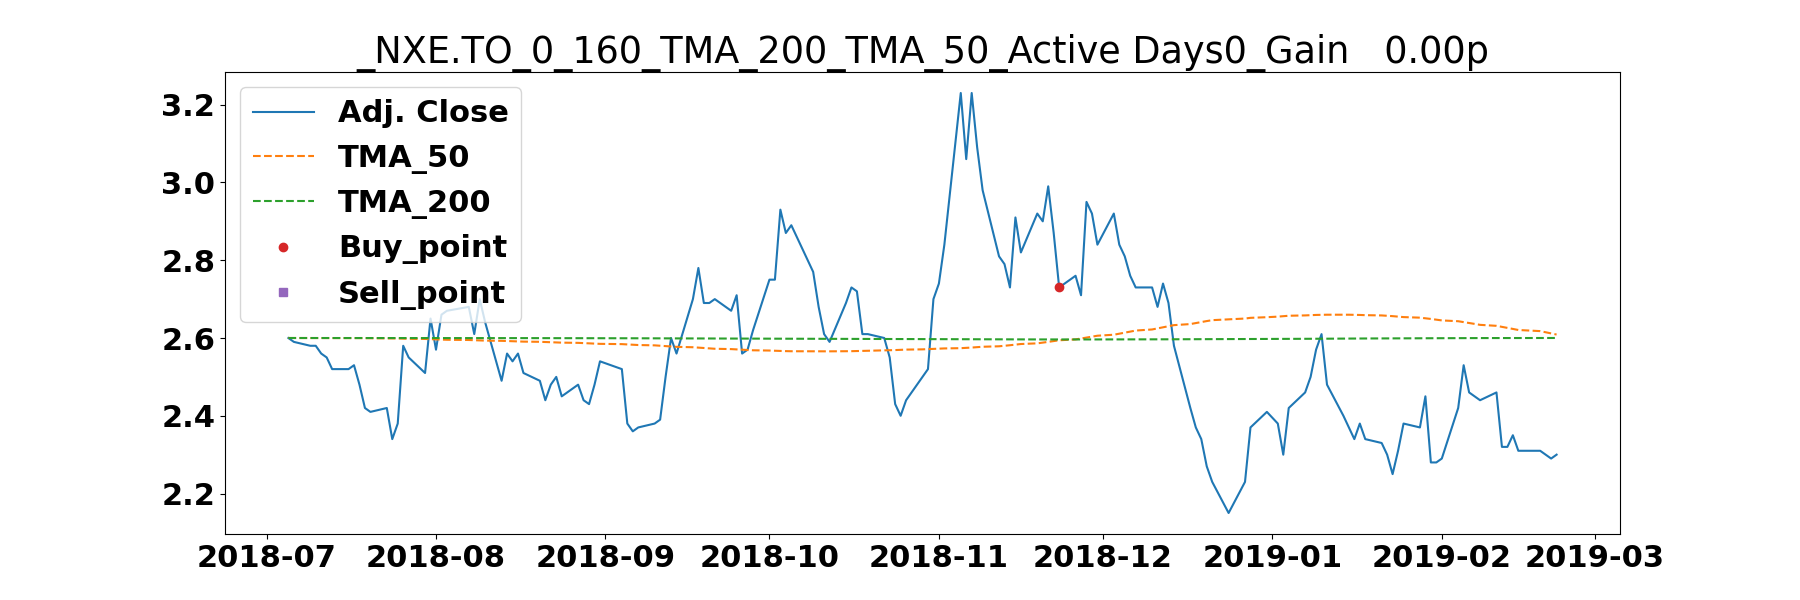 _NXE.TO_0_160_TMA_200_TMA_50_Active Days0_Gain   0.00p
3.2
3.0
2.8
2.6
2.4
2.2
Adj. Close
TMA_50
TMA_200
Buy_point
Sell_point
2018-07 2018-08 2018-09 2018-10 2018-11 2018-12 2019-01 2019-02 2019-03